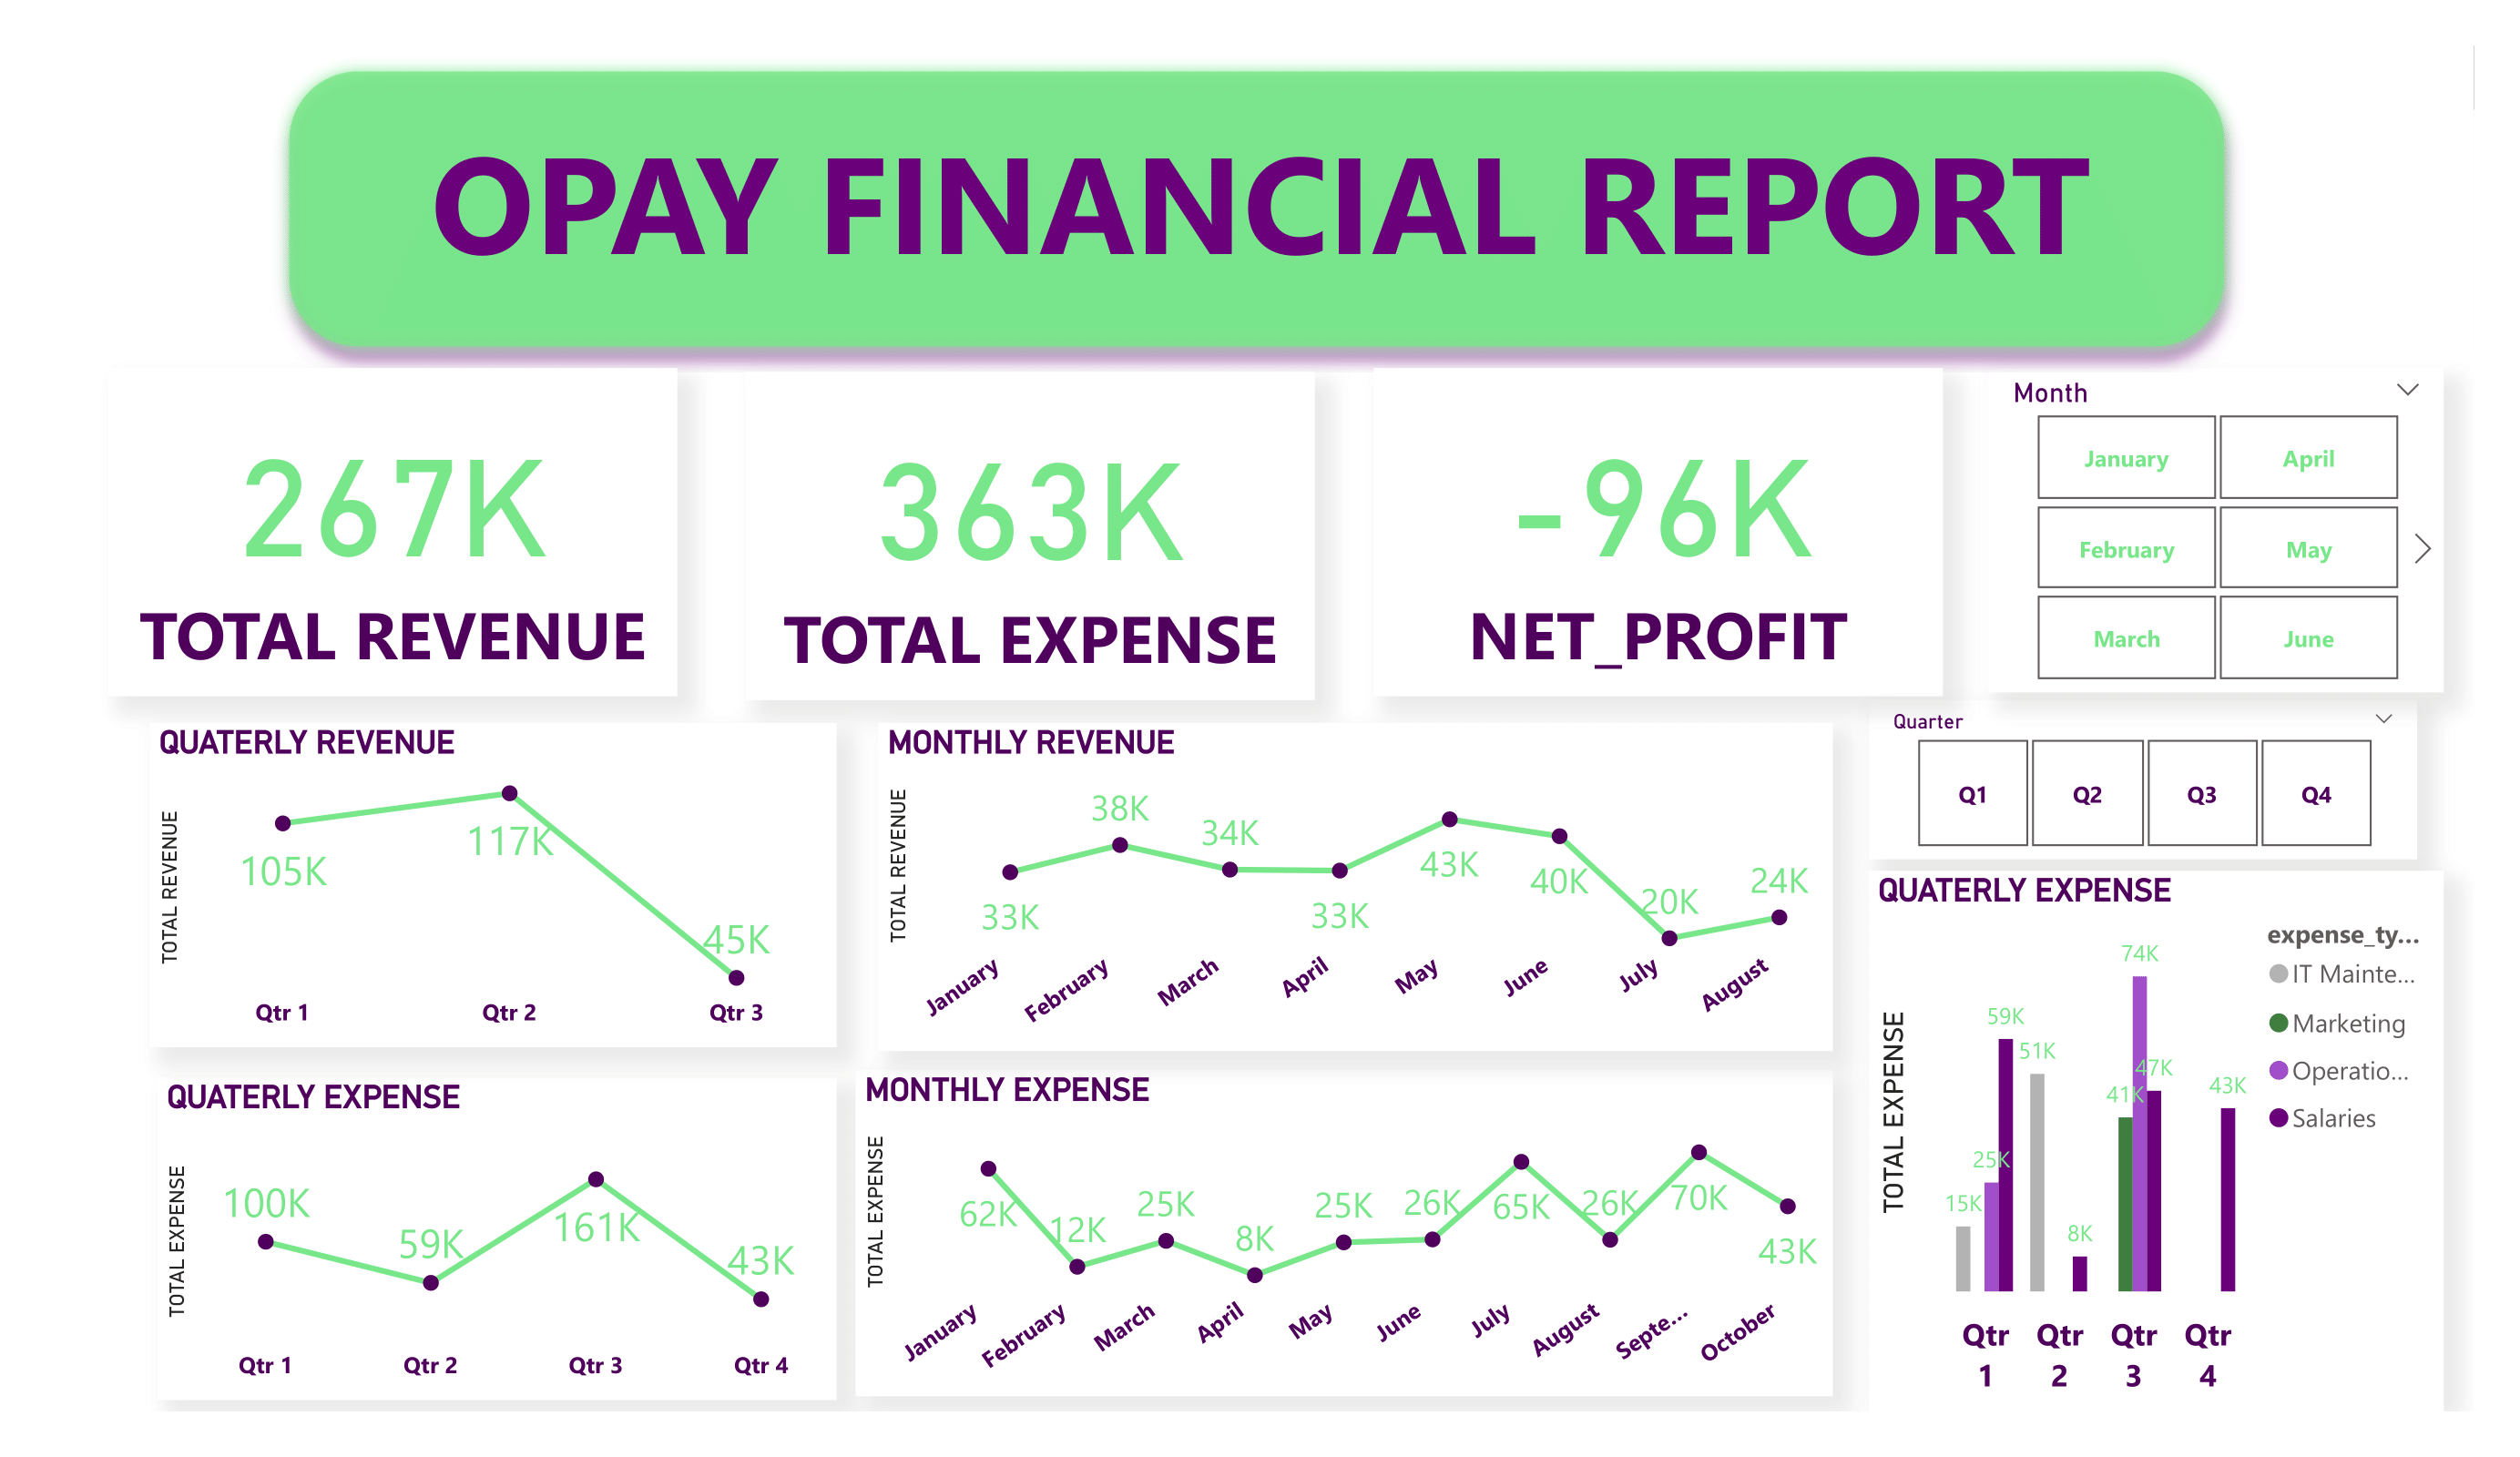 OPAY FINANCIAL REPORT
267K
TOTAL REVENUE
363K
TOTAL EXPENSE
-96K
NET_PROFIT
Month
January
April
February
May
March
June
Quarter
Q1
Q2
Q3
Q4
QUATERLY REVENUE
TOTAL REVENUE
105K
117K
45K
Qtr 1
Qtr 2
Qtr 3
MONTHLY REVENUE
TOTAL REVENUE
33K
38K
34K
33K
43K
40K
20K
24K
January
February
March
April
May
June
July
August
QUATERLY EXPENSE
TOTAL EXPENSE
100K
59K
161K
43K
Qtr 1
Qtr 2
Qtr 3
Qtr 4
MONTHLY EXPENSE
TOTAL EXPENSE
62K
12K
25K
8K
25K
26K
65K
26K
70K
43K
January
February
March
April
May
June
July
August
Septe...
October
QUATERLY EXPENSE
TOTAL EXPENSE
15K
25K
59K
51K
8K
41K
74K
47K
43K
Qtr
1
Qtr
2
Qtr
3
Qtr
4
expense_ty...
IT Mainte...
Marketing
Operatio...
Salaries